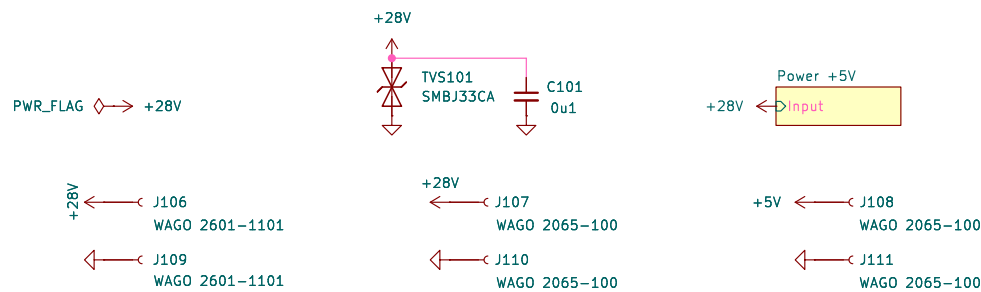 +28V
TVS101
SMBJ33CA
C101
0u1
PWR_FLAG +28V
Power +5V
+28V Input
+28V
J106
WAGO 2601-1101
+28V
J107
WAGO 2065-100
+5V J108
WAGO 2065-100
J109
WAGO 2601-1101
J110
WAGO 2065-100
J111
WAGO 2065-100